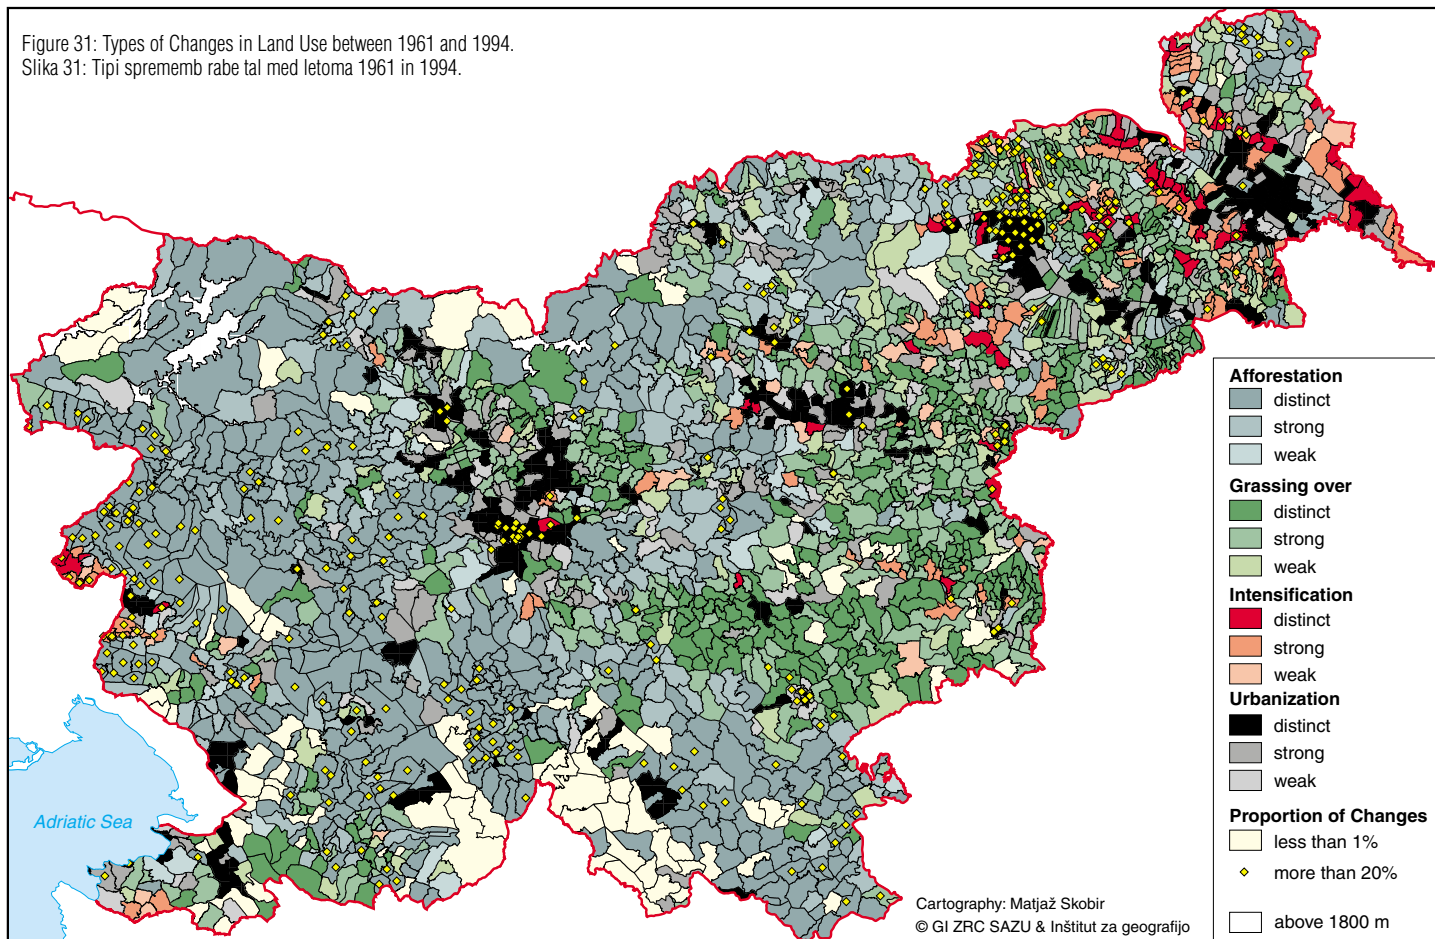 Figure 31: Types of Changes in Land Use between 1961 and 1994.
Slika 31: Tipi sprememb rabe tal med letoma 1961 in 1994.
Adriatic Sea
Afforestation
distinct
strong
weak
Grassing over
distinct
strong
weak
Intensification
distinct
strong
weak
Urbanization
distinct
strong
weak
Proportion of Changes
less than 1%
more than 20%
above 1800 m
Cartography: Matjaž Skobir
© GI ZRC SAZU & Inštitut za geografijo